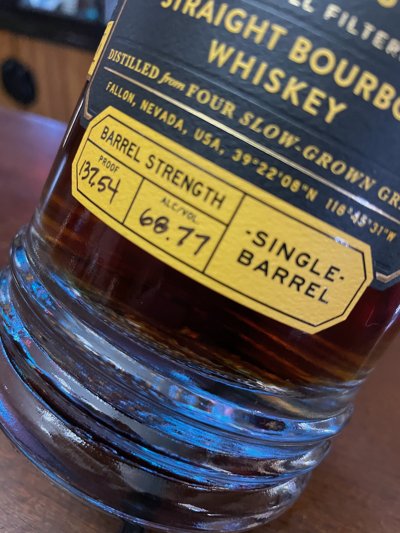 STRAIGHT BOURBO
WHISKEY
DISTILLED from FOUR SLOW-GROWN GR
FALLON, NEVADA, USA, 39°22'08"N 118°45'31"W
BARREL STRENGTH
PROOF
137.54
ALC/VOL
68.77
·SINGLE·
BARREL